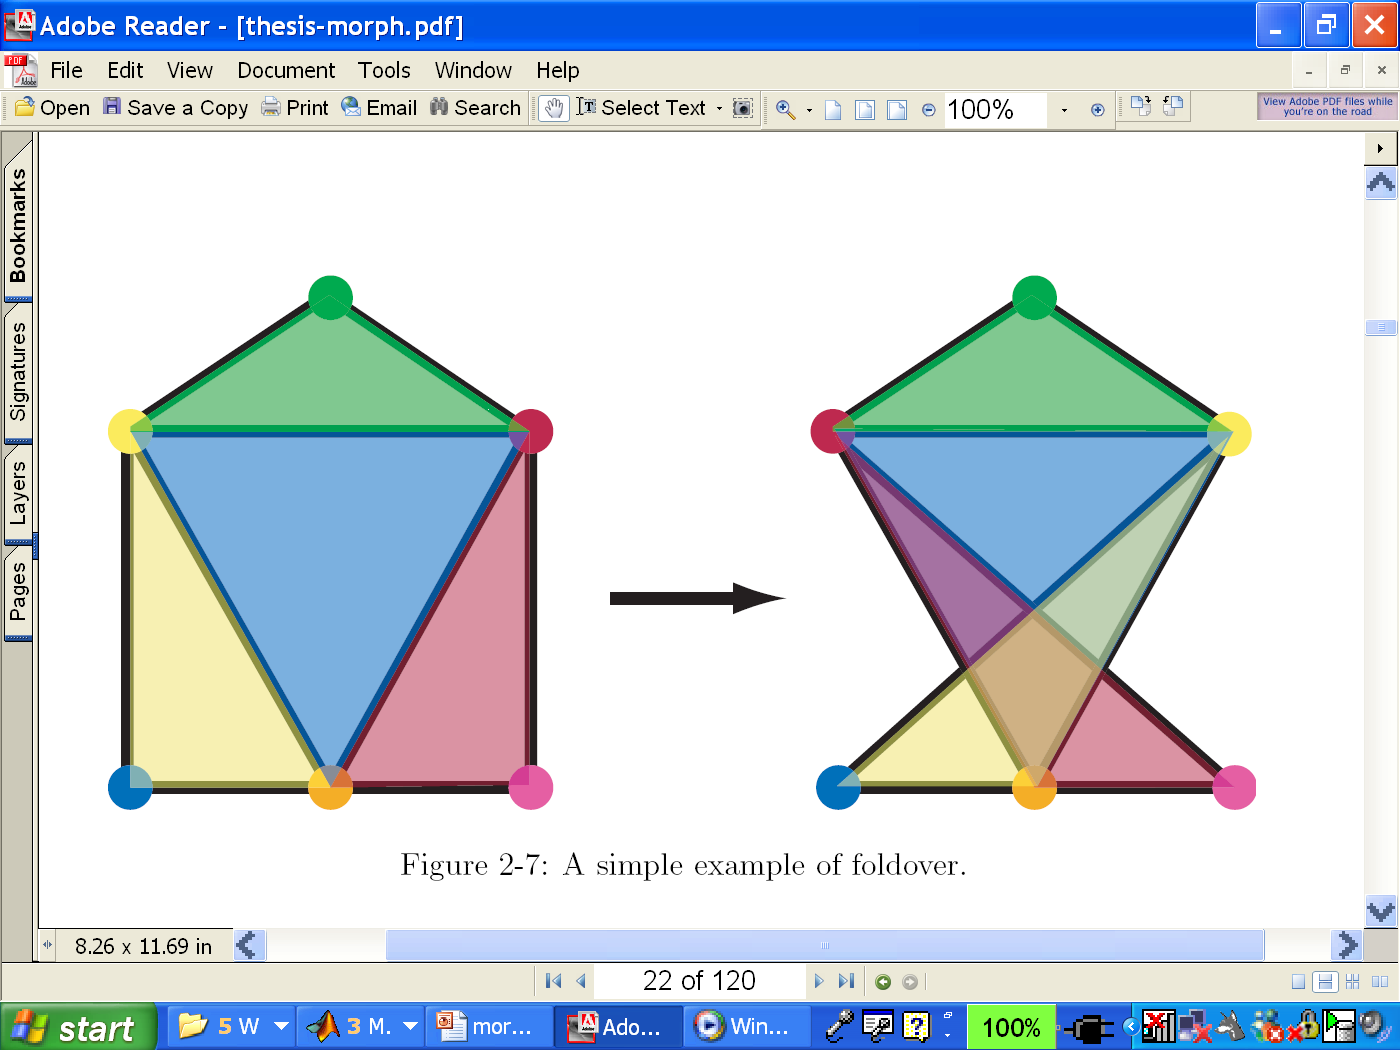 Adobe Reader - [thesis-morph.pdf]
File Edit View Document Tools Window Help
Open Save a Copy Print Email Search Select Text 100% View Adobe PDF files while
you're on the road
Bookmarks
Signatures
Layers
Pages
Figure 2-7: A simple example of foldover.
8.26 x 11.69 in
22 of 120
start 5 W 3 M. mor... Ado... Win... 100%